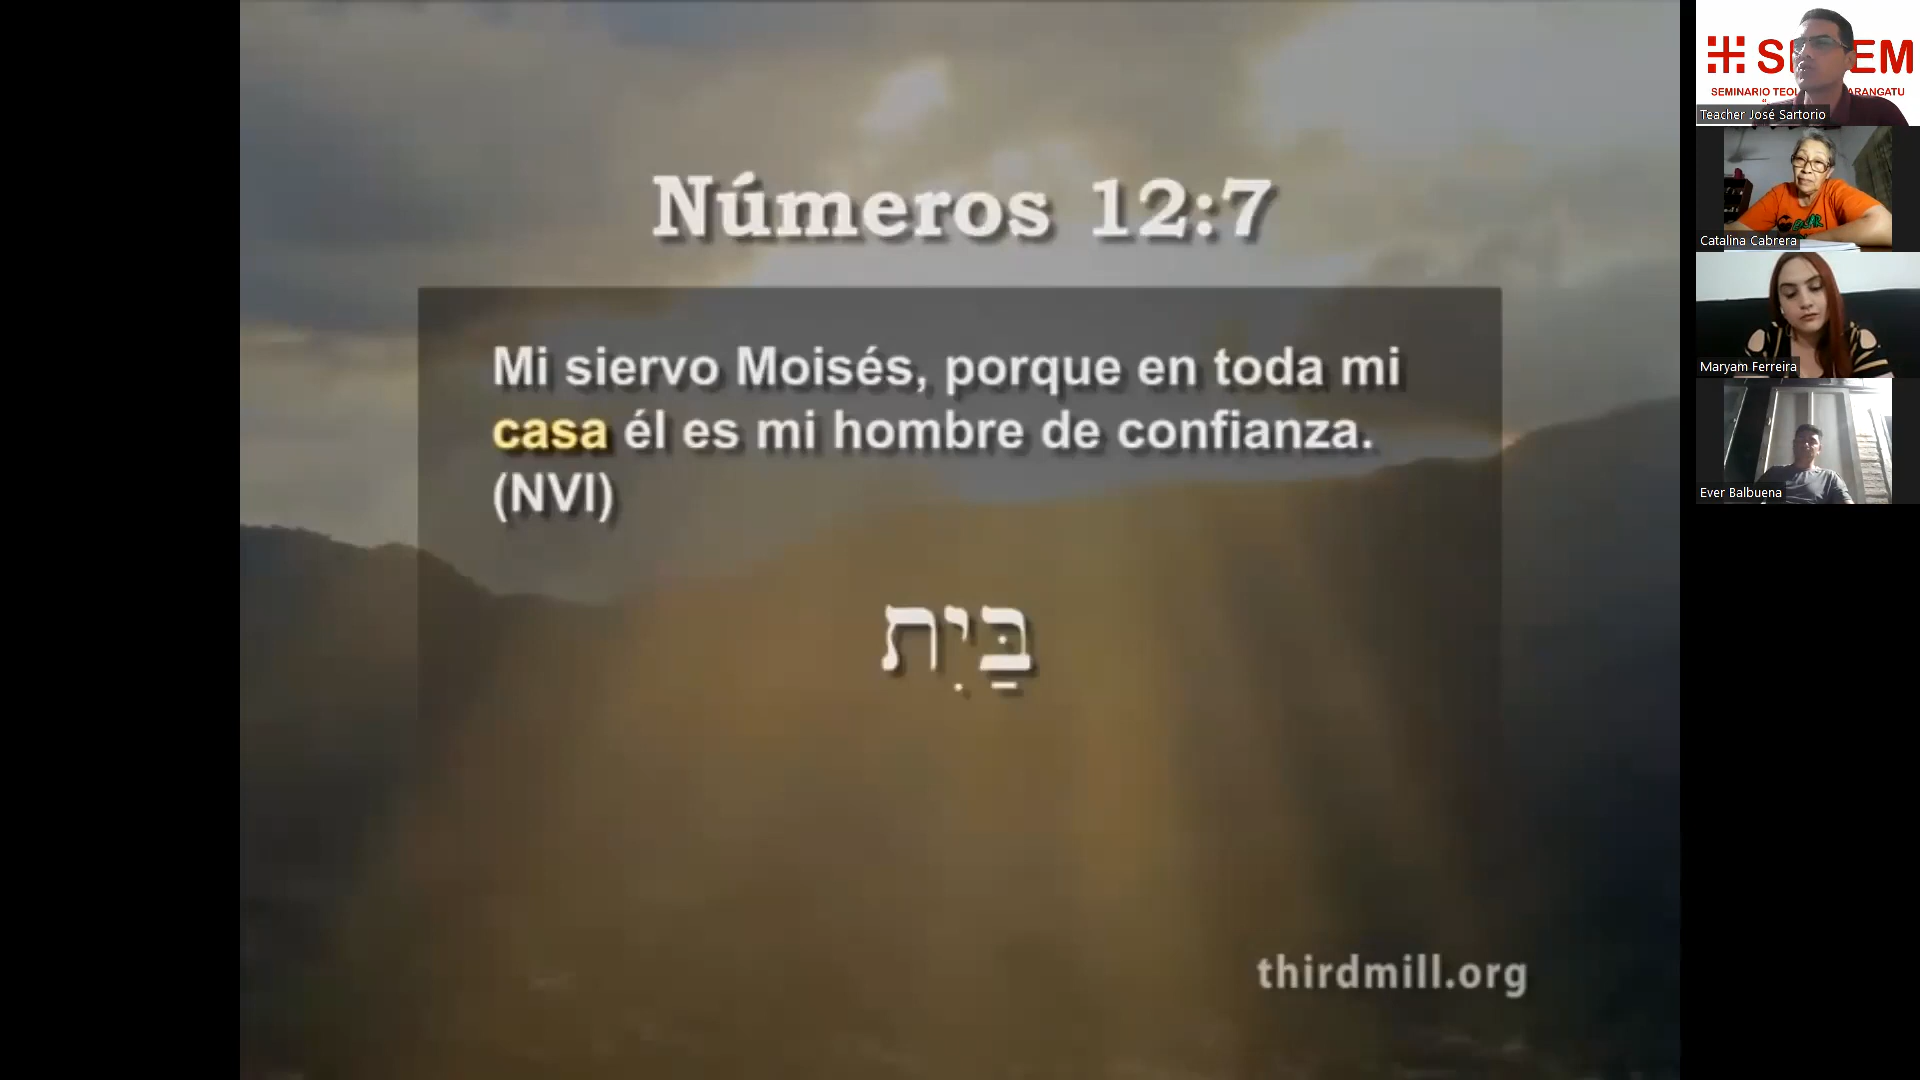 Números 12:7
Mi siervo Moisés, porque en toda mi
casa él es mi hombre de confianza.
(NVI)
בַּיִת
thirdmill.org
SEMINARIO TEOL
ARANGATU
Teacher José Sartorio
Catalina Cabrera
Maryam Ferreira
Ever Balbuena